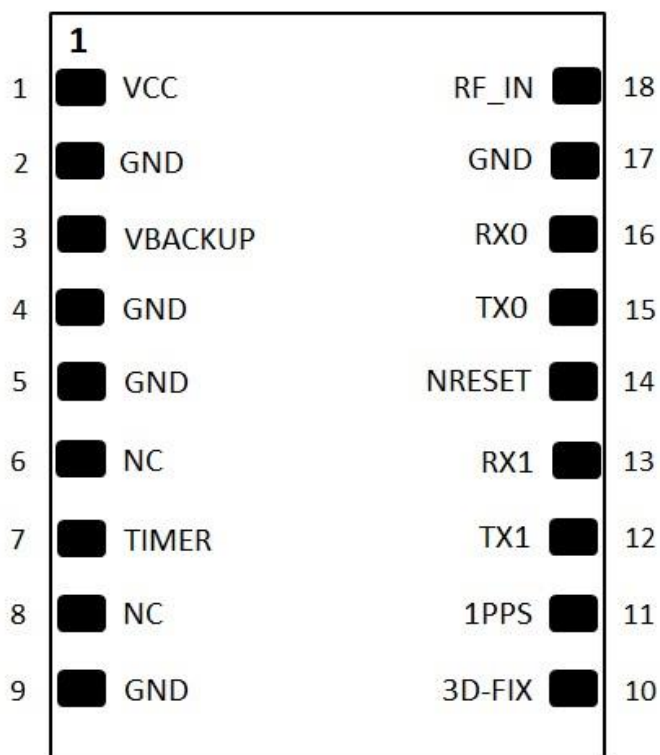 1
1 VCC RF_IN 18
2 GND GND 17
3 VBACKUP RX0 16
4 GND TX0 15
5 GND NRESET 14
6 NC RX1 13
7 TIMER TX1 12
8 NC 1PPS 11
9 GND 3D-FIX 10